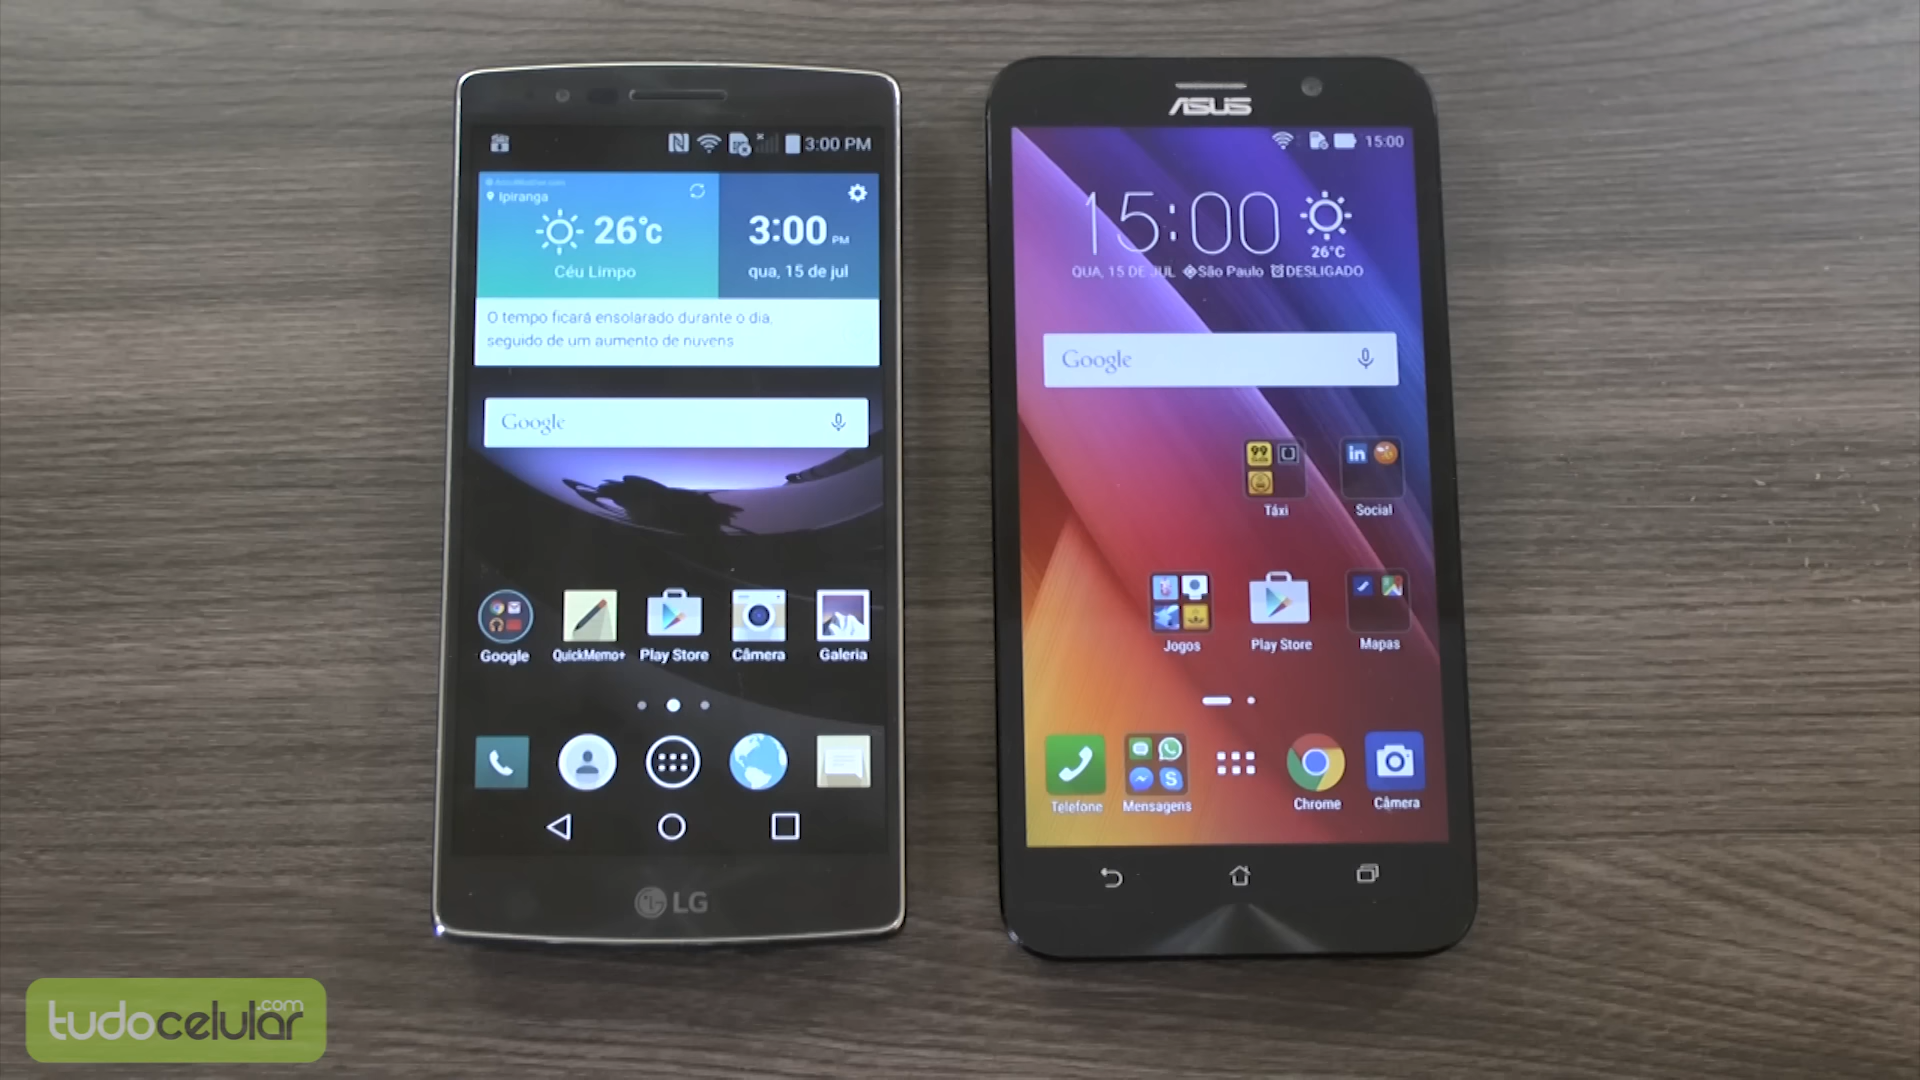 3:00 PM
Ipiranga
26°C
Céu Limpo
3:00 PM
qua, 15 de jul
O tempo ficará ensolarado durante o dia,
seguido de um aumento de nuvens
Google
Google
QuickMemo+
Play Store
Câmera
Galeria
LG
ASUS
15:00
15:00
26°C
QUA, 15 DE JUL
São Paulo
DESLIGADO
Google
99
in
Táxi
Social
Jogos
Play Store
Mapas
S
Telefone
Mensagens
Chrome
Câmera
tudocelular.com